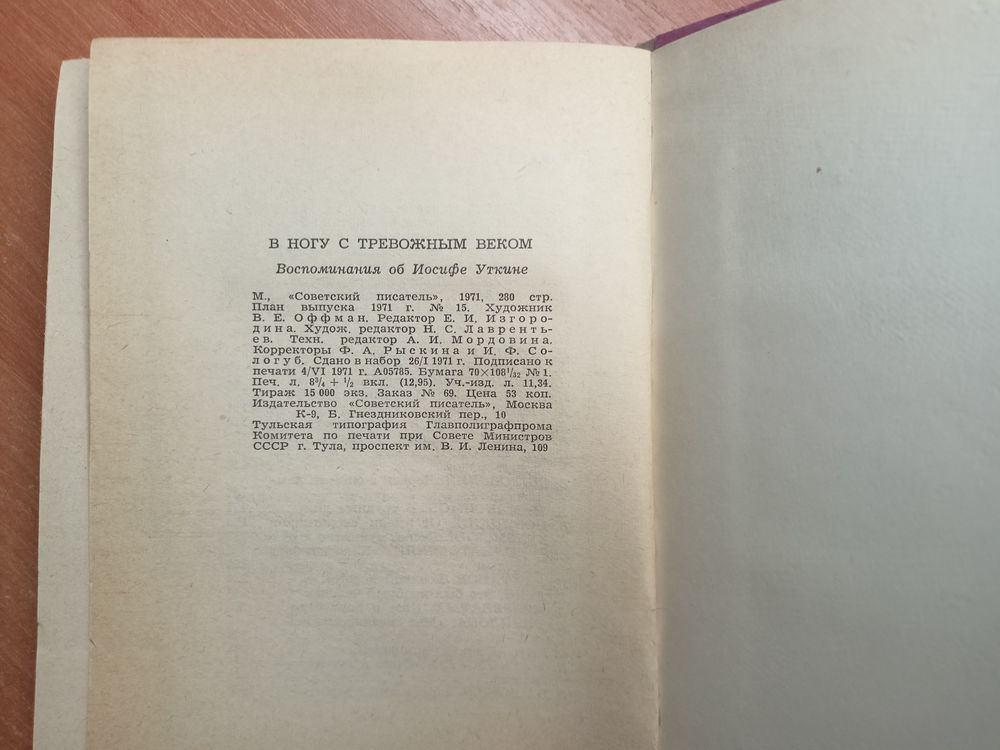 В НОГУ С ТРЕВОЖНЫМ ВЕКОМ
Воспоминания об Иосифе Уткине
М., «Советский писатель», 1971, 280 стр.
План выпуска 1971 г. № 15. Художник
В. Е. Оффман. Редактор Е. И. Изгоро-
дина. Худож. редактор Н. С. Лавренть-
ев. Техн. редактор А. И. Мордовина.
Корректоры Ф. А. Рыскина и И. Ф. Со-
логуб. Сдано в набор 26/I 1971 г. Подписано к
печати 4/VI 1971 г. А05785. Бумага 70×108¹/₃₂ № 1.
Печ. л. 8³/₄ + ¹/₂ вкл. (12,95). Уч.-изд. л. 11,34.
Тираж 15 000 экз. Заказ № 69. Цена 53 коп.
Издательство «Советский писатель», Москва
К-9, Б. Гнездниковский пер., 10
Тульская типография Главполиграфпрома
Комитета по печати при Совете Министров
СССР г. Тула, проспект им. В. И. Ленина, 109